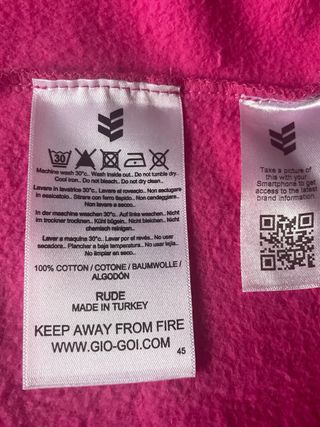 30
Machine wash 30°c.. Wash inside out.. Do not tumble dry..
Cool iron.. Do not bleach.. Do not dry clean..
Lavare in lavatrice 30°c.. Lavare a rovescio.. Non asciugare
in essicatoio.. Stirare con ferro tiepido.. Non candeggiare..
Non lavare a secco..
In der maschine waschen 30°c.. Auf links waschen.. Nicht
im trockner trocknen.. Kühl bügeln.. Nicht bleichen.. Nicht
chemisch reinigen..
Lavar a maquina 30°c.. Lavar por el revers.. No usar
secadora.. Planchar a baja temperatura.. No usar lejia..
No limpiar en seco..
100% COTTON / COTONE / BAUMWOLLE /
ALGODÓN
RUDE
MADE IN TURKEY
KEEP AWAY FROM FIRE
WWW.GIO-GOI.COM
45
Take a picture
of this with your
Smartphone to get
access to the latest
brand information.